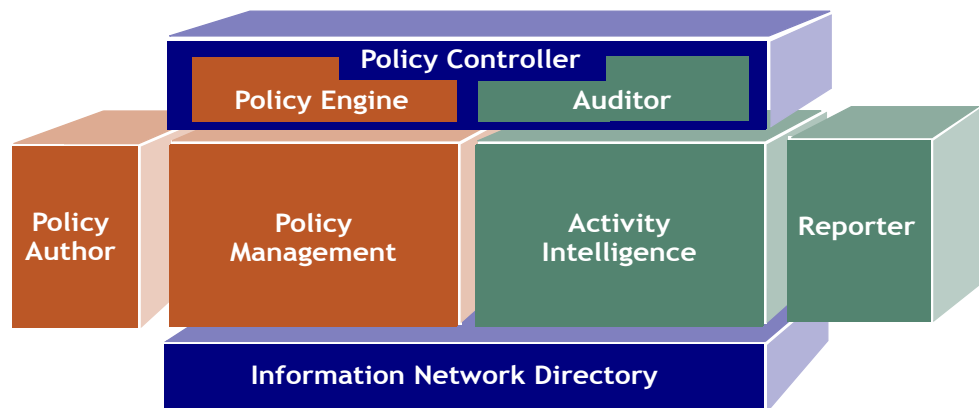 Policy Controller
Policy Engine
Auditor
Policy
Author
Policy
Management
Activity
Intelligence
Reporter
Information Network Directory